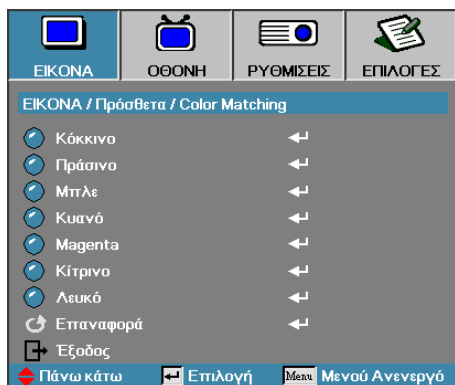 ΕΙΚΟΝΑ ΟΘΟΝΗ ΡΥΘΜΙΣΕΙΣ ΕΠΙΛΟΓΕΣ
ΕΙΚΟΝΑ / Πρόσθετα / Color Matching
Κόκκινο
Πράσινο
Μπλε
Κυανό
Magenta
Κίτρινο
Λευκό
Επαναφορά
Έξοδος
Πάνω κάτω Επιλογή Menu Μενού Ανενεργό